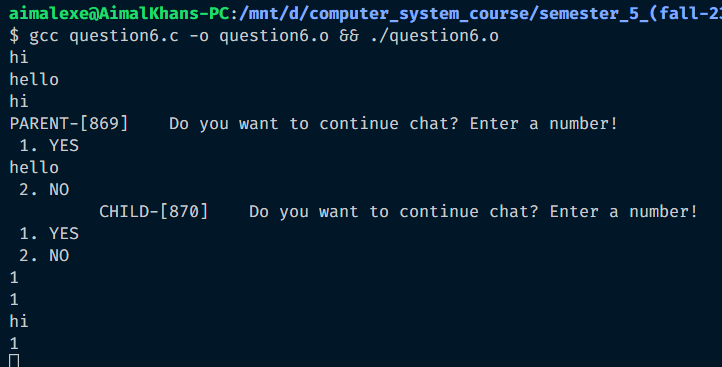 aimalexe@AimalKhans-PC:/mnt/d/computer_system_course/semester_5_(fall-23
$ gcc question6.c -o question6.o && ./question6.o
hi
hello
hi
PARENT-[869]    Do you want to continue chat? Enter a number!
 1. YES
hello
 2. NO
         CHILD-[870]    Do you want to continue chat? Enter a number!
 1. YES
 2. NO
1
1
hi
1